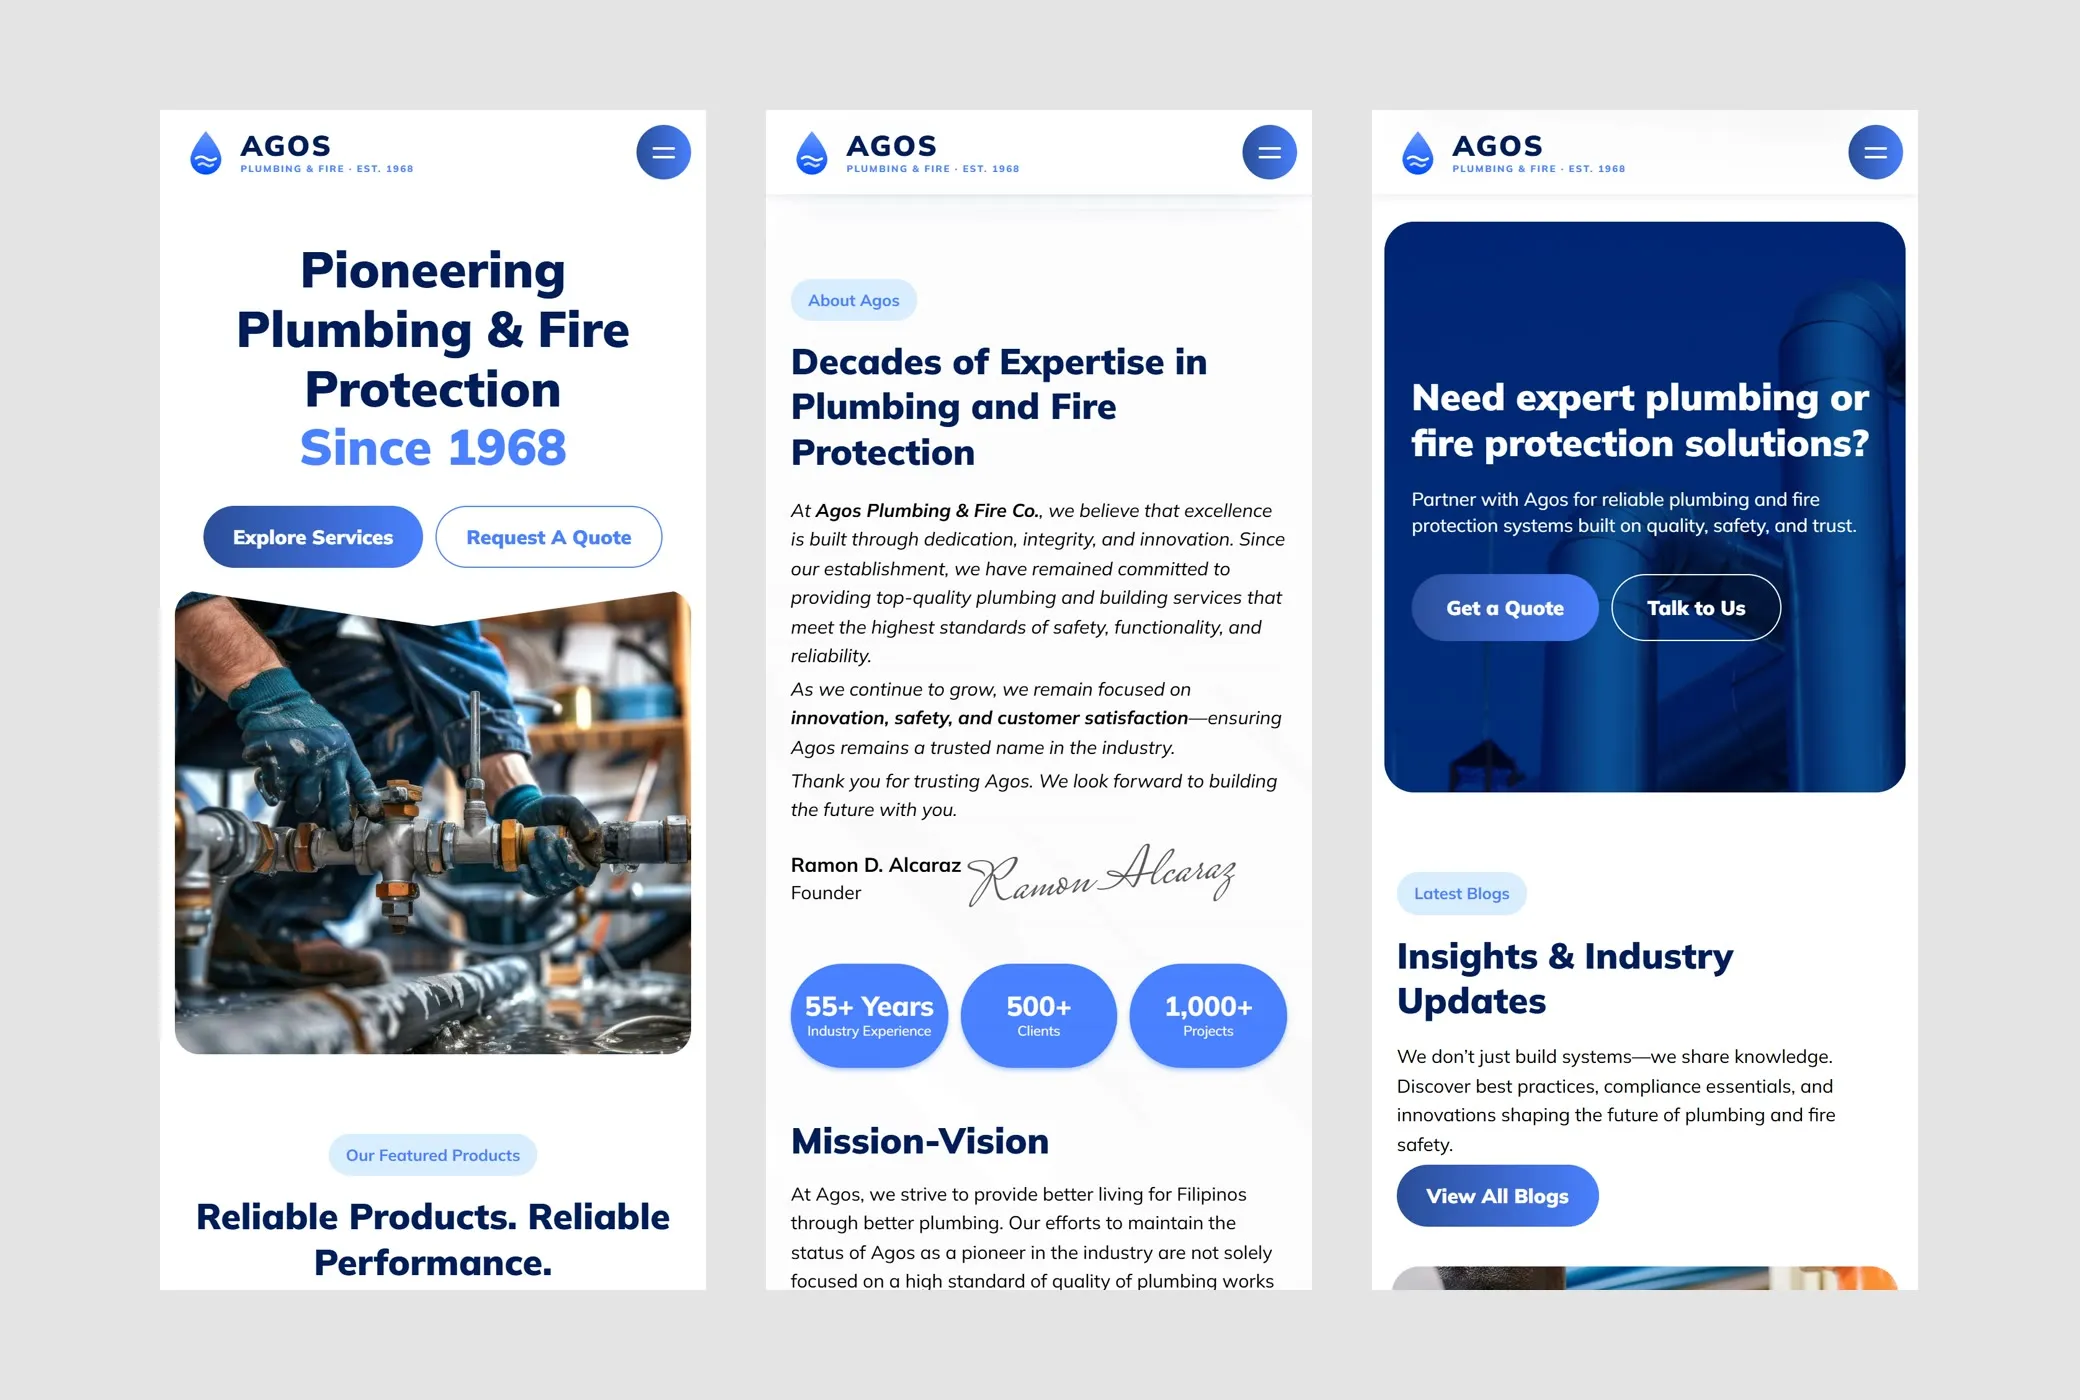 AGOS
PLUMBING & FIRE · EST. 1968
Pioneering
Plumbing & Fire
Protection
Since 1968
Explore Services
Request A Quote
Our Featured Products
Reliable Products. Reliable
Performance.
AGOS
PLUMBING & FIRE · EST. 1968
About Agos
Decades of Expertise in
Plumbing and Fire
Protection
At Agos Plumbing & Fire Co., we believe that excellence
is built through dedication, integrity, and innovation. Since
our establishment, we have remained committed to
providing top-quality plumbing and building services that
meet the highest standards of safety, functionality, and
reliability.
As we continue to grow, we remain focused on
innovation, safety, and customer satisfaction—ensuring
Agos remains a trusted name in the industry.
Thank you for trusting Agos. We look forward to building
the future with you.
Ramon D. Alcaraz
Founder
Ramon Alcaraz
55+ Years
Industry Experience
500+
Clients
1,000+
Projects
Mission-Vision
At Agos, we strive to provide better living for Filipinos
through better plumbing. Our efforts to maintain the
status of Agos as a pioneer in the industry are not solely
focused on a high standard of quality of plumbing works
AGOS
PLUMBING & FIRE · EST. 1968
Need expert plumbing or
fire protection solutions?
Partner with Agos for reliable plumbing and fire
protection systems built on quality, safety, and trust.
Get a Quote
Talk to Us
Latest Blogs
Insights & Industry
Updates
We don’t just build systems—we share knowledge.
Discover best practices, compliance essentials, and
innovations shaping the future of plumbing and fire
safety.
View All Blogs